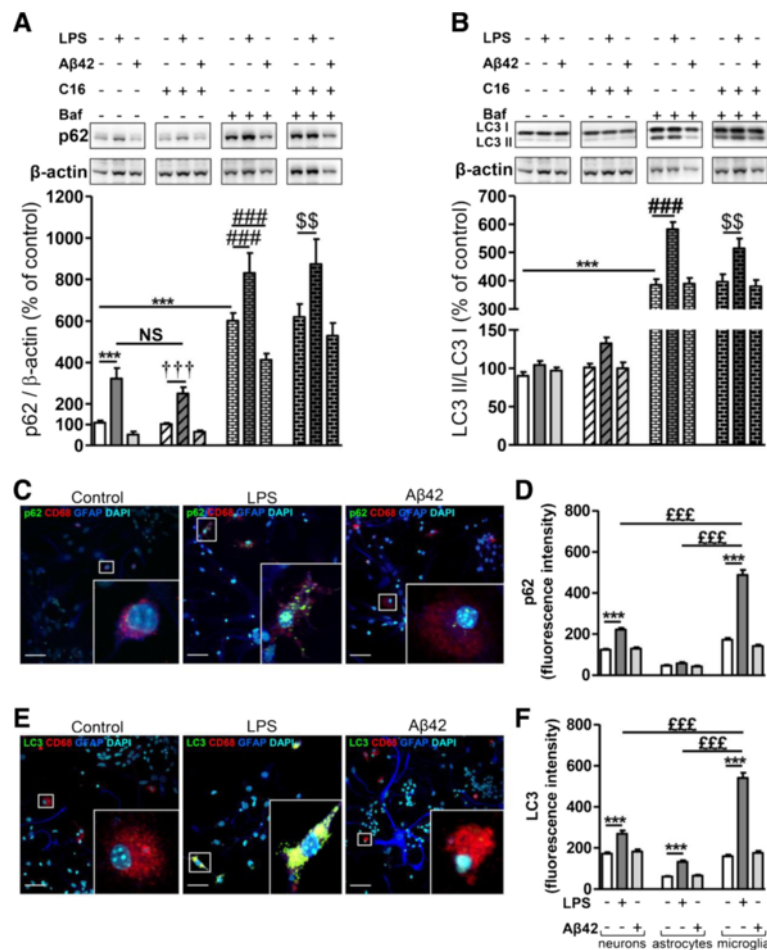 A
LPS - + - - + - - + - - + -
Aβ42 - - + - - + - - + - - +
C16 - - - + + + - - - + + +
Baf - - - - - - + + + + + +
p62
β-actin
p62 / β-actin (% of control)
1200
1000
800
600
400
200
100
0
***
NS
†††
***
###
###
$$
B
LPS - + - - + - - + - - + -
Aβ42 - - + - - + - - + - - +
C16 - - - + + + - - - + + +
Baf - - - - - - + + + + + +
LC3 I
LC3 II
β-actin
LC3 II/LC3 I (% of control)
700
600
500
400
300
200
150
100
50
0
***
###
$$
C
Control
LPS
Aβ42
p62 CD68 GFAP DAPI
p62 CD68 GFAP DAPI
p62 CD68 GFAP DAPI
D
p62
(fluorescence intensity)
800
600
400
200
0
£££
£££
***
***
E
Control
LPS
Aβ42
LC3 CD68 GFAP DAPI
LC3 CD68 GFAP DAPI
LC3 CD68 GFAP DAPI
F
LC3
(fluorescence intensity)
800
600
400
200
0
£££
£££
***
***
***
LPS - + - - + - - + -
Aβ42 - - + - - + - - +
neurons astrocytes microglia